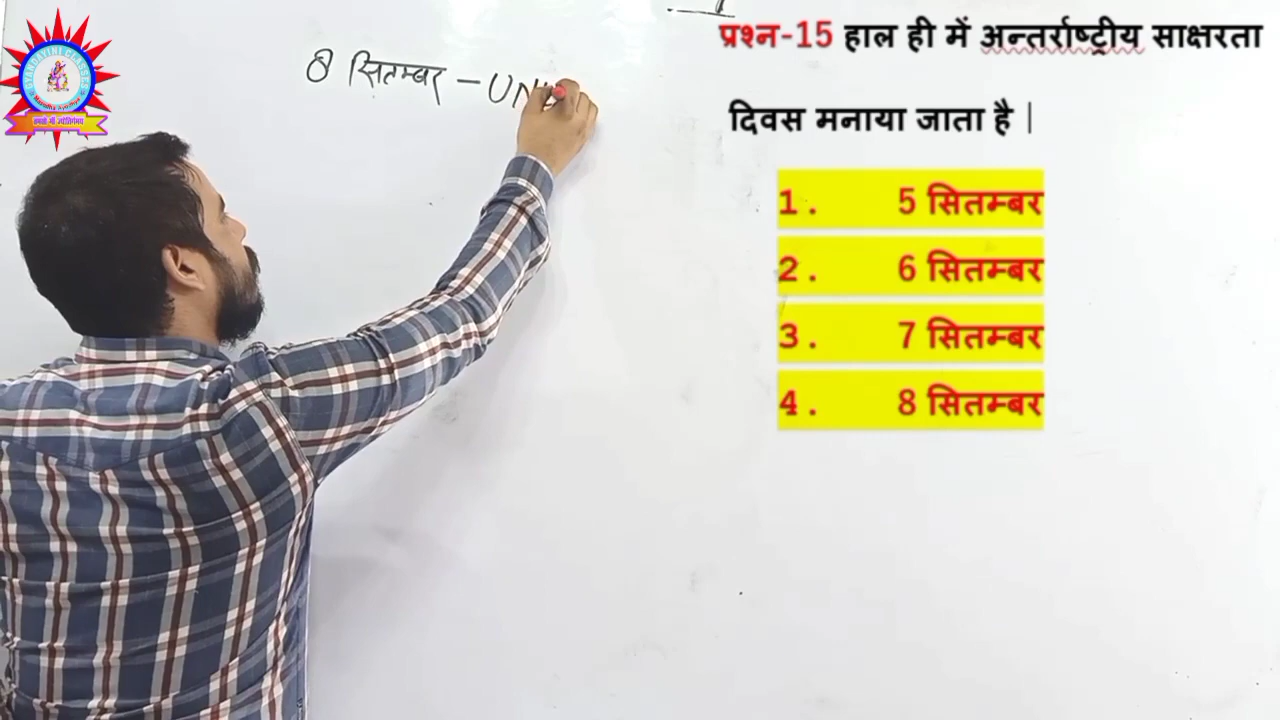 8 सितम्बर -
प्रश्न-15 हाल ही में अन्तर्राष्ट्रीय साक्षरता
दिवस मनाया जाता है |
1. 5 सितम्बर
2. 6 सितम्बर
3. 7 सितम्बर
4. 8 सितम्बर